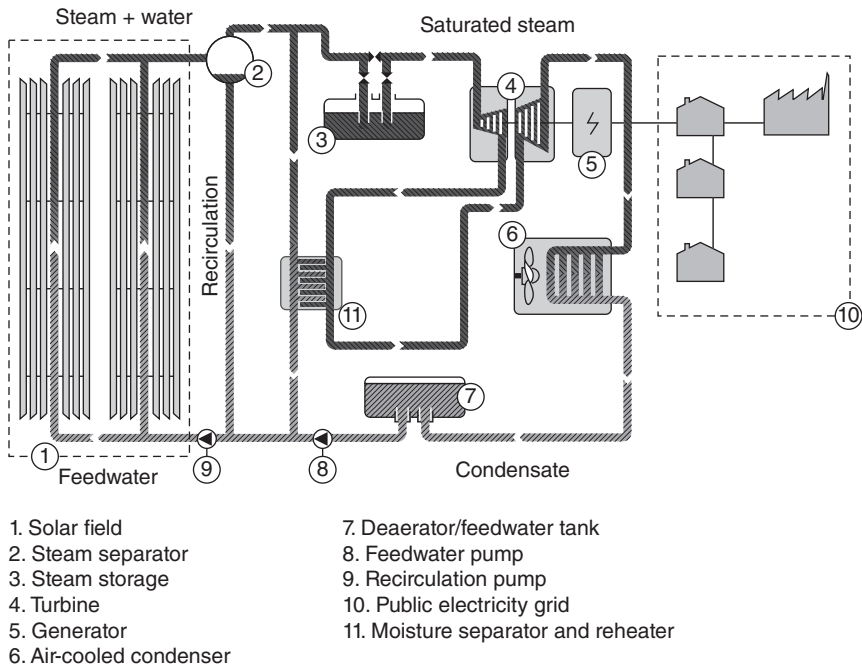 Steam + water
Saturated steam
2
4
3
5
Recirculation
6
11
10
7
1
Feedwater
9
8
Condensate
1. Solar field
2. Steam separator
3. Steam storage
4. Turbine
5. Generator
6. Air-cooled condenser
7. Deaerator/feedwater tank
8. Feedwater pump
9. Recirculation pump
10. Public electricity grid
11. Moisture separator and reheater